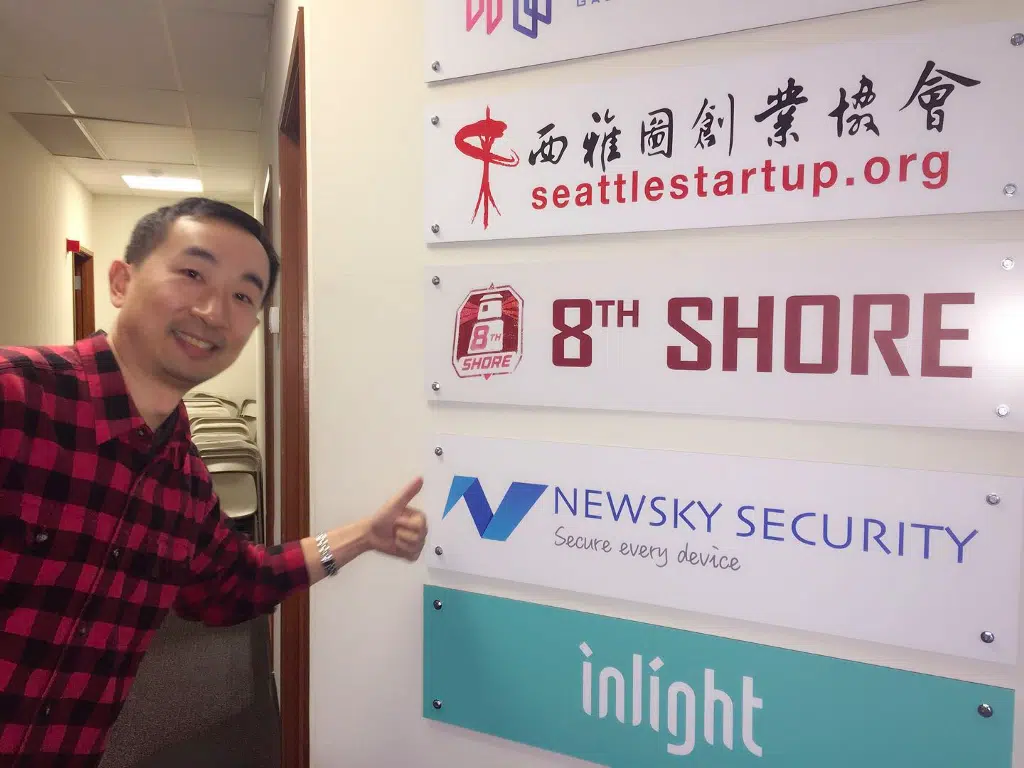 西雅圖創業協會
seattlestartup.org
8TH
SHORE
8TH SHORE
NEWSKY SECURITY
Secure every device
inlight